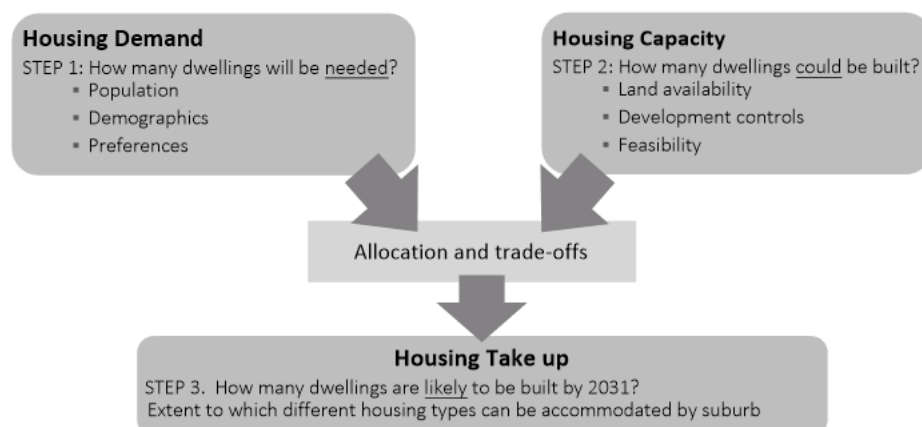 Housing Demand
STEP 1: How many dwellings will be needed?
▪ Population
▪ Demographics
▪ Preferences
Housing Capacity
STEP 2: How many dwellings could be built?
▪ Land availability
▪ Development controls
▪ Feasibility
Allocation and trade-offs
Housing Take up
STEP 3. How many dwellings are likely to be built by 2031?
Extent to which different housing types can be accommodated by suburb